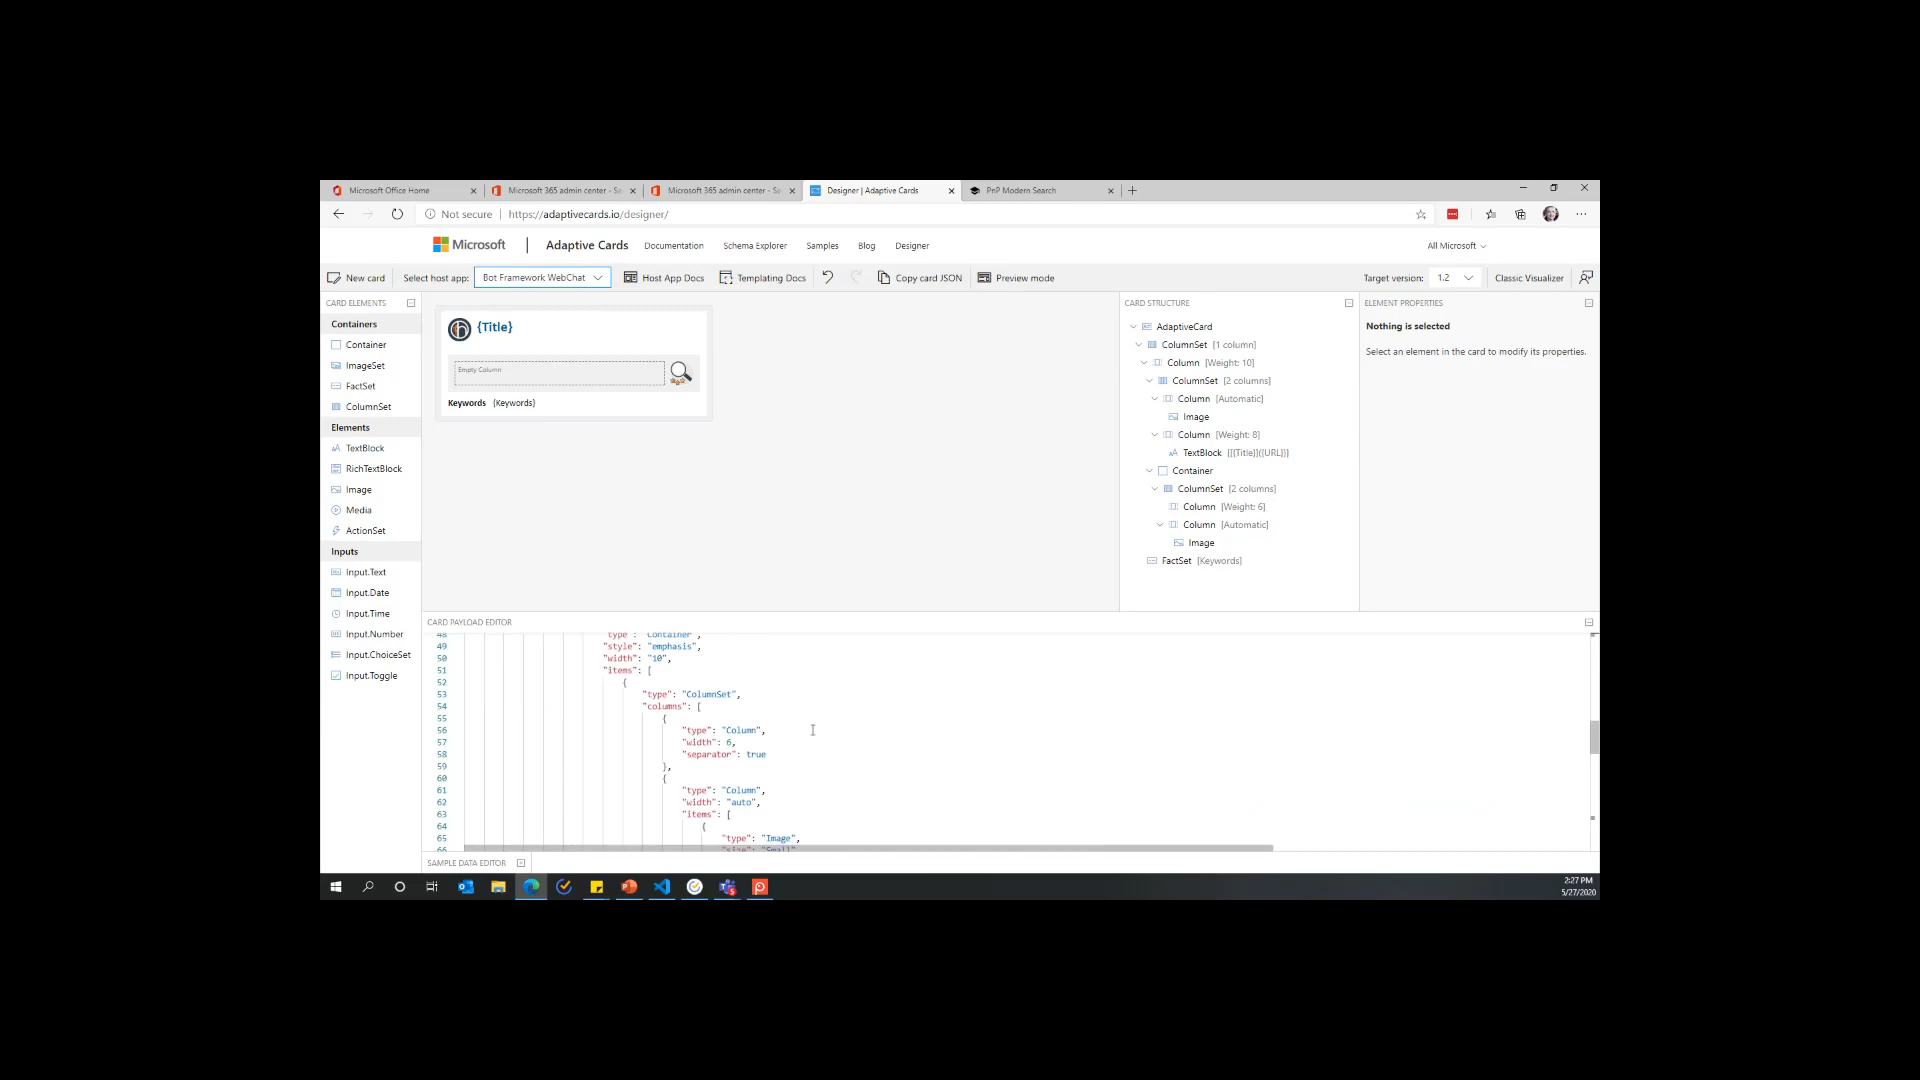 Microsoft Office Home
Microsoft 365 admin center - Se
Microsoft 365 admin center - Se
Designer | Adaptive Cards
PnP Modern Search
Not secure | https://adaptivecards.io/designer/
Microsoft | Adaptive Cards Documentation Schema Explorer Samples Blog Designer All Microsoft
New card Select host app: Bot Framework WebChat Host App Docs Templating Docs Copy card JSON Preview mode Target version: 1.2 Classic Visualizer
CARD ELEMENTS
Containers
Container
ImageSet
FactSet
ColumnSet
Elements
TextBlock
RichTextBlock
Image
Media
ActionSet
Inputs
Input.Text
Input.Date
Input.Time
Input.Number
Input.ChoiceSet
Input.Toggle
{Title}
Empty Column
Keywords {Keywords}
CARD STRUCTURE
AdaptiveCard
ColumnSet [1 column]
Column [Weight: 10]
ColumnSet [2 columns]
Column [Automatic]
Image
Column [Weight: 8]
TextBlock [[{Title}]({URL})]
Container
ColumnSet [2 columns]
Column [Weight: 6]
Column [Automatic]
Image
FactSet [Keywords]
ELEMENT PROPERTIES
Nothing is selected
Select an element in the card to modify its properties.
CARD PAYLOAD EDITOR
48 "type": "Container",
49 "style": "emphasis",
50 "width": "10",
51 "items": [
52 {
53 "type": "ColumnSet",
54 "columns": [
55 {
56 "type": "Column",
57 "width": 6,
58 "separator": true
59 },
60 {
61 "type": "Column",
62 "width": "auto",
63 "items": [
64 {
65 "type": "Image",
66 "size": "Small"
SAMPLE DATA EDITOR
2:27 PM
5/27/2020